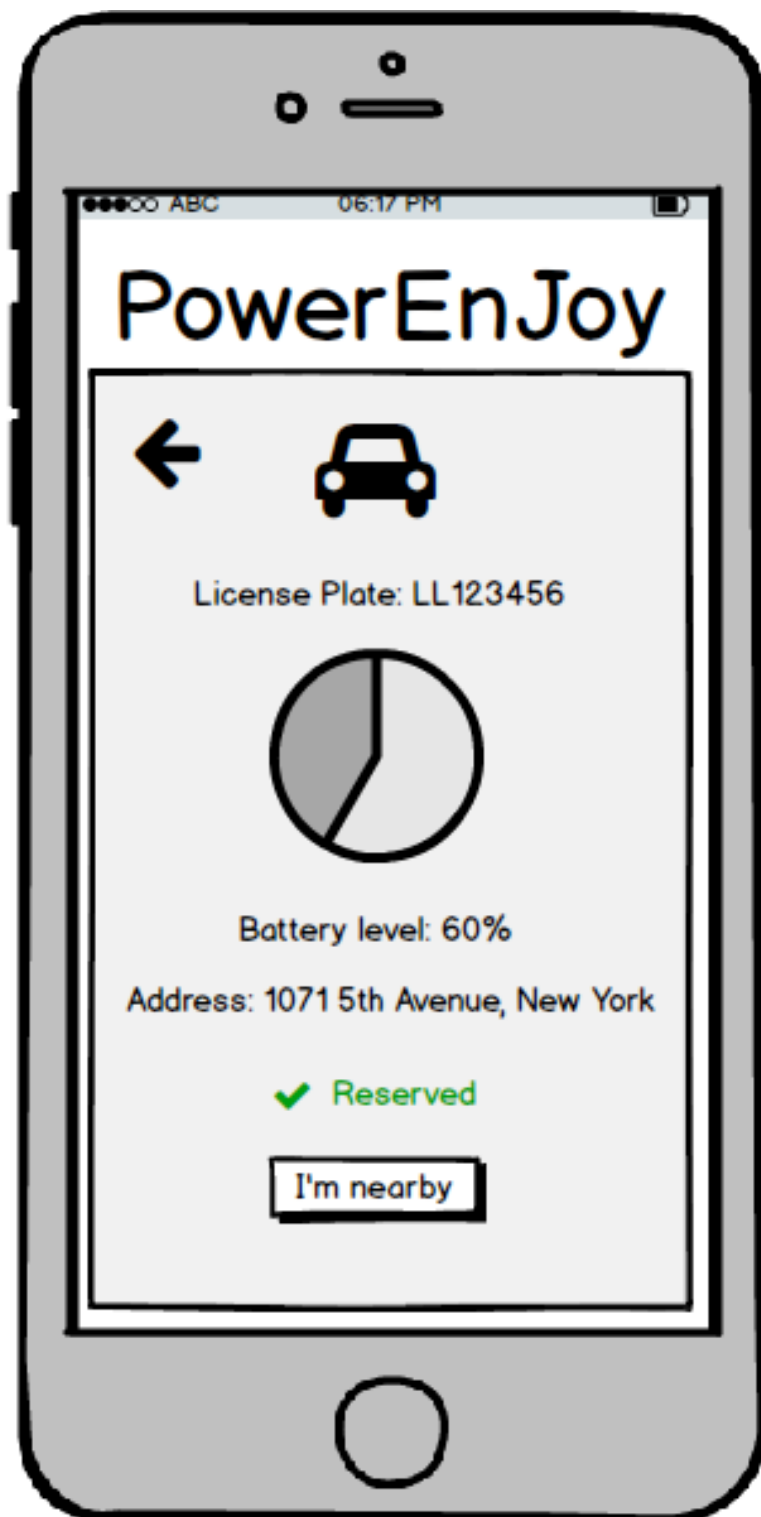 ABC 06:17 PM
PowerEnJoy
License Plate: LL123456
Battery level: 60%
Address: 1071 5th Avenue, New York
Reserved
I'm nearby